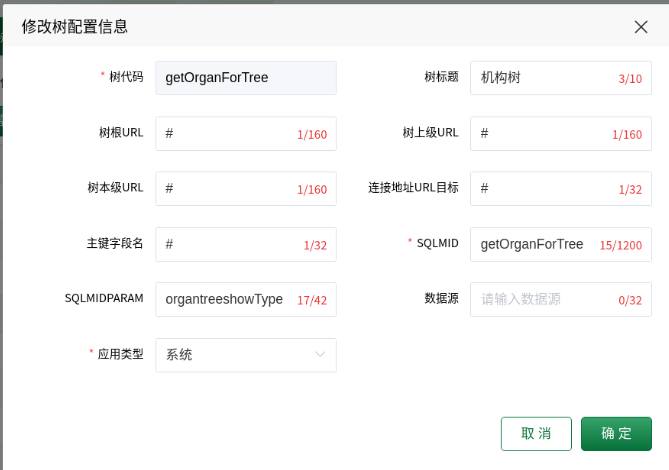 修改树配置信息
* 树代码 getOrganForTree 树标题 机构树 3/10
树根URL # 1/160 树上级URL # 1/160
树本级URL # 1/160 连接地址URL目标 # 1/32
主键字段名 # 1/32 * SQLMID getOrganForTree 15/1200
SQLMIDPARAM organtreeshowType 17/42 数据源 请输入数据源 0/32
* 应用类型 系统
取 消 确 定